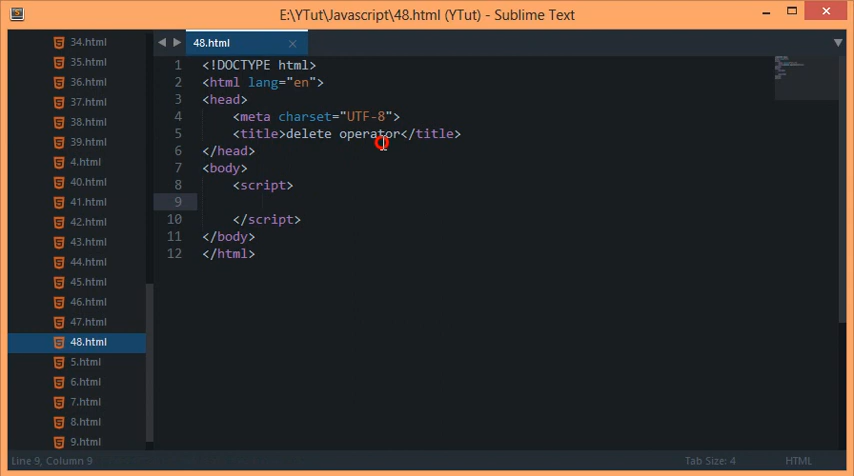 E:\YTut\Javascript\48.html (YTut) - Sublime Text
34.html
35.html
36.html
37.html
38.html
39.html
4.html
40.html
41.html
42.html
43.html
44.html
45.html
46.html
47.html
48.html
5.html
6.html
7.html
8.html
9.html
48.html
1 <!DOCTYPE html>
2 <html lang="en">
3 <head>
4 <meta charset="UTF-8">
5 <title>delete operator</title>
6 </head>
7 <body>
8 <script>
9
10 </script>
11 </body>
12 </html>
Line 9, Column 9
Tab Size: 4
HTML